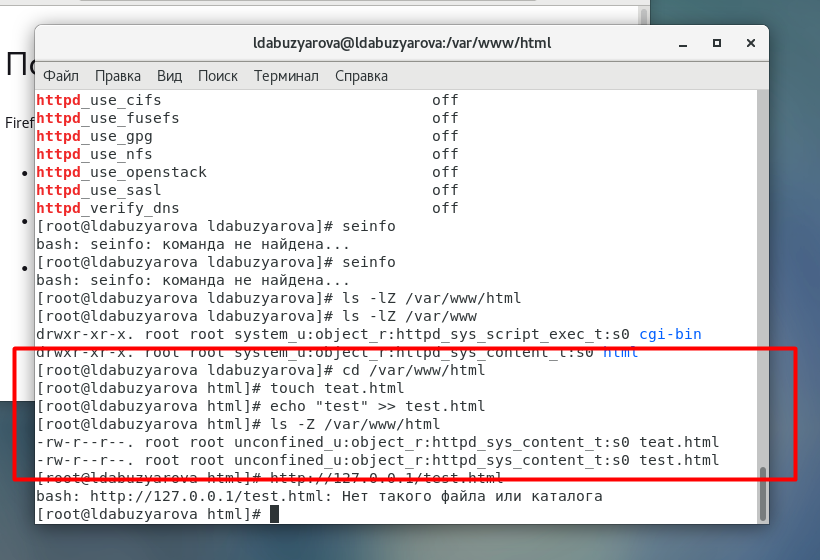 ldabuzyarova@ldabuzyarova:/var/www/html
Файл Правка Вид Поиск Терминал Справка
Firef
httpd_use_cifs off
httpd_use_fusefs off
httpd_use_gpg off
httpd_use_nfs off
httpd_use_openstack off
httpd_use_sasl off
httpd_verify_dns off
[root@ldabuzyarova ldabuzyarova]# seinfo
bash: seinfo: команда не найдена...
[root@ldabuzyarova ldabuzyarova]# seinfo
bash: seinfo: команда не найдена...
[root@ldabuzyarova ldabuzyarova]# ls -lZ /var/www/html
[root@ldabuzyarova ldabuzyarova]# ls -lZ /var/www
drwxr-xr-x. root root system_u:object_r:httpd_sys_script_exec_t:s0 cgi-bin
drwxr-xr-x. root root system_u:object_r:httpd_sys_content_t:s0 html
[root@ldabuzyarova ldabuzyarova]# cd /var/www/html
[root@ldabuzyarova html]# touch teat.html
[root@ldabuzyarova html]# echo "test" >> test.html
[root@ldabuzyarova html]# ls -Z /var/www/html
-rw-r--r--. root root unconfined_u:object_r:httpd_sys_content_t:s0 teat.html
-rw-r--r--. root root unconfined_u:object_r:httpd_sys_content_t:s0 test.html
[root@ldabuzyarova html]# http://127.0.0.1/test.html
bash: http://127.0.0.1/test.html: Нет такого файла или каталога
[root@ldabuzyarova html]#